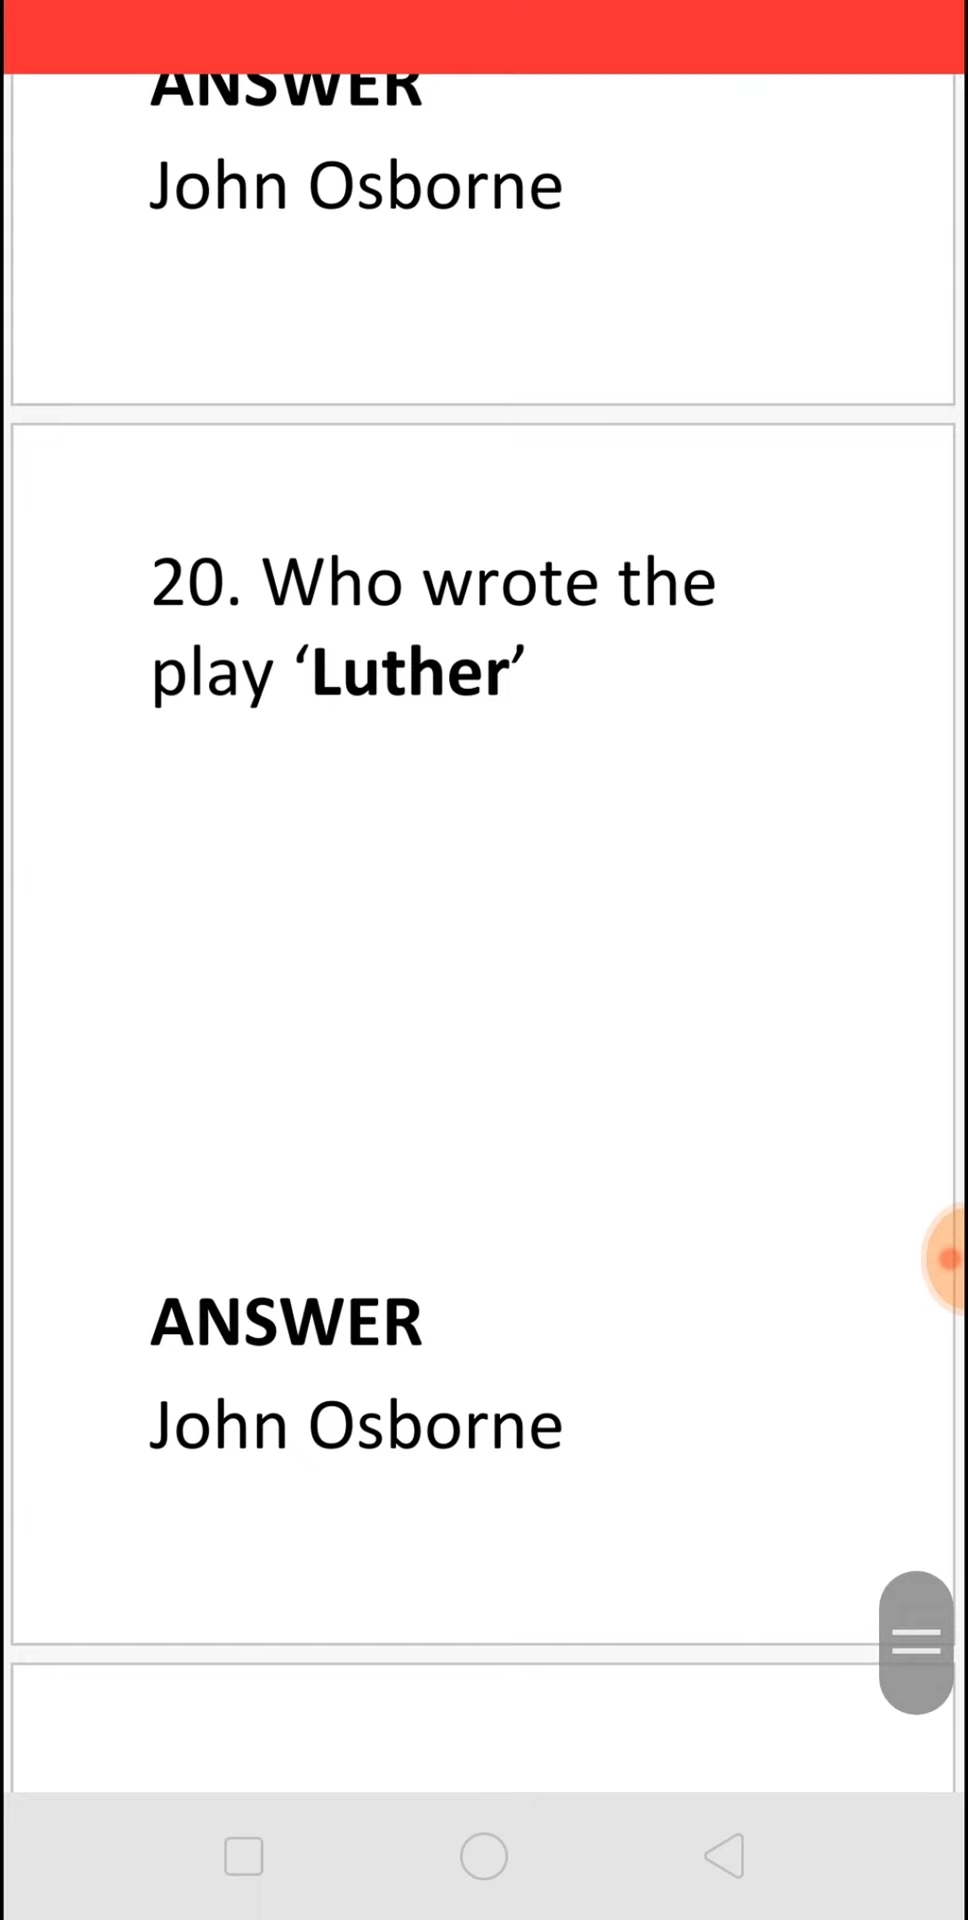 ANSWER
John Osborne
20. Who wrote the
play ‘Luther’
ANSWER
John Osborne